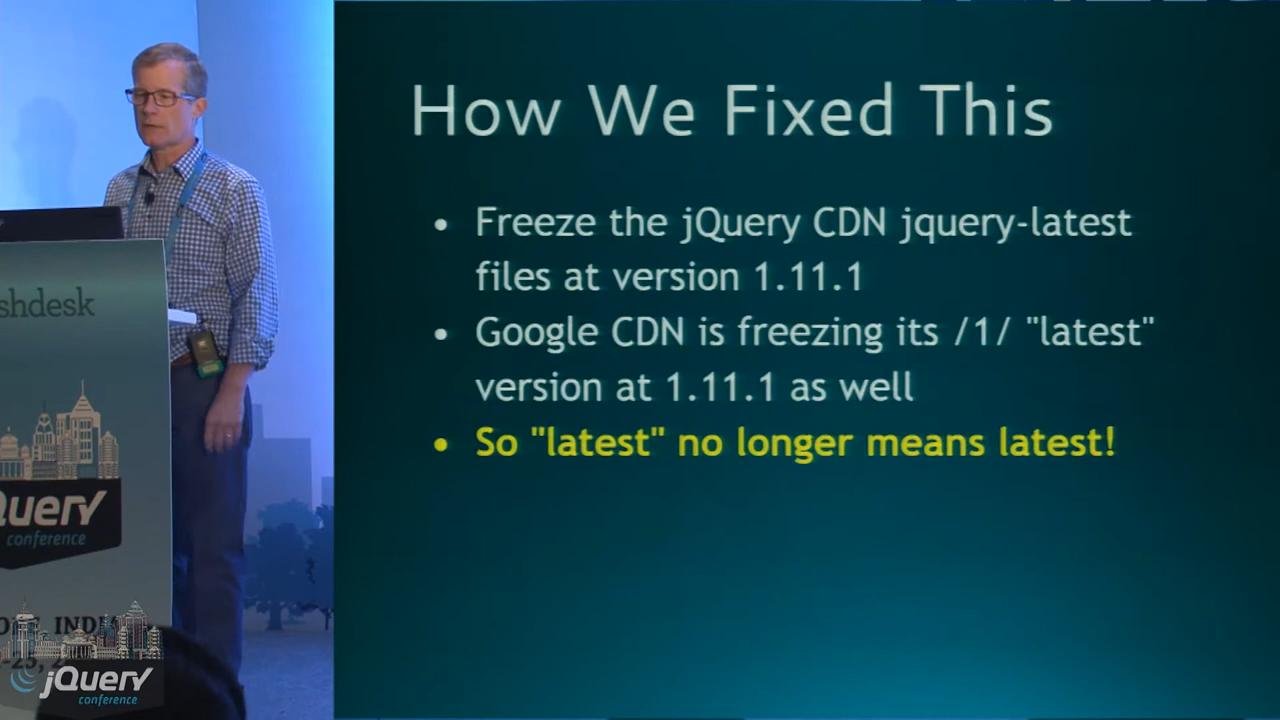 How We Fixed This
• Freeze the jQuery CDN jquery-latest
files at version 1.11.1
• Google CDN is freezing its /1/ "latest"
version at 1.11.1 as well
• So "latest" no longer means latest!
shdesk
Query
conference
INDIA
jQuery
conference